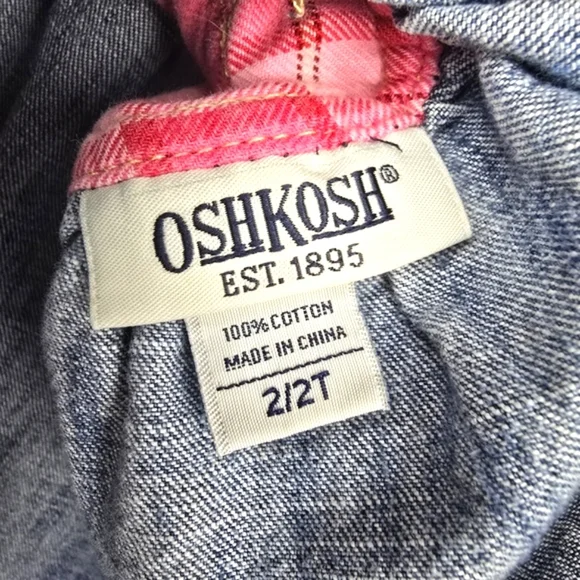 OSHKOSH®
EST. 1895
100% COTTON
MADE IN CHINA
2/2T